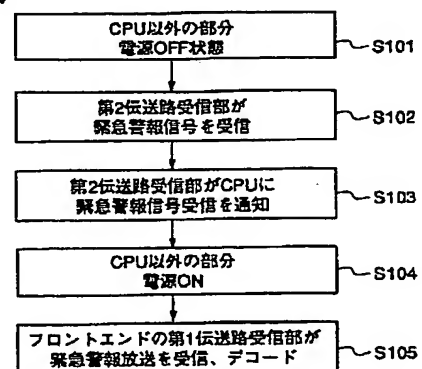 CPU以外の部分
電源OFF状態
S101
第2伝送路受信部が
緊急警報信号を受信
S102
第2伝送路受信部がCPUに
緊急警報信号受信を通知
S103
CPU以外の部分
電源ON
S104
フロントエンドの第1伝送路受信部が
緊急警報放送を受信、デコード
S105